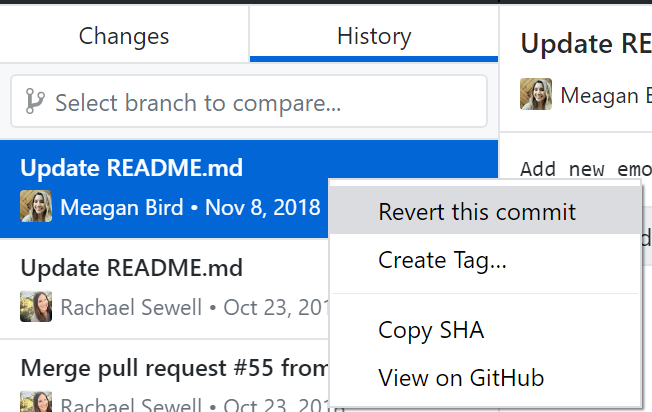 Changes
History
Select branch to compare...
Update README.md
Meagan Bird • Nov 8, 2018
Update README.md
Rachael Sewell • Oct 23, 201
Merge pull request #55 from
Rachael Sewell • Oct 23, 201
Revert this commit
Create Tag...
Copy SHA
View on GitHub
Update RE
Meagan B
Add new emo
d